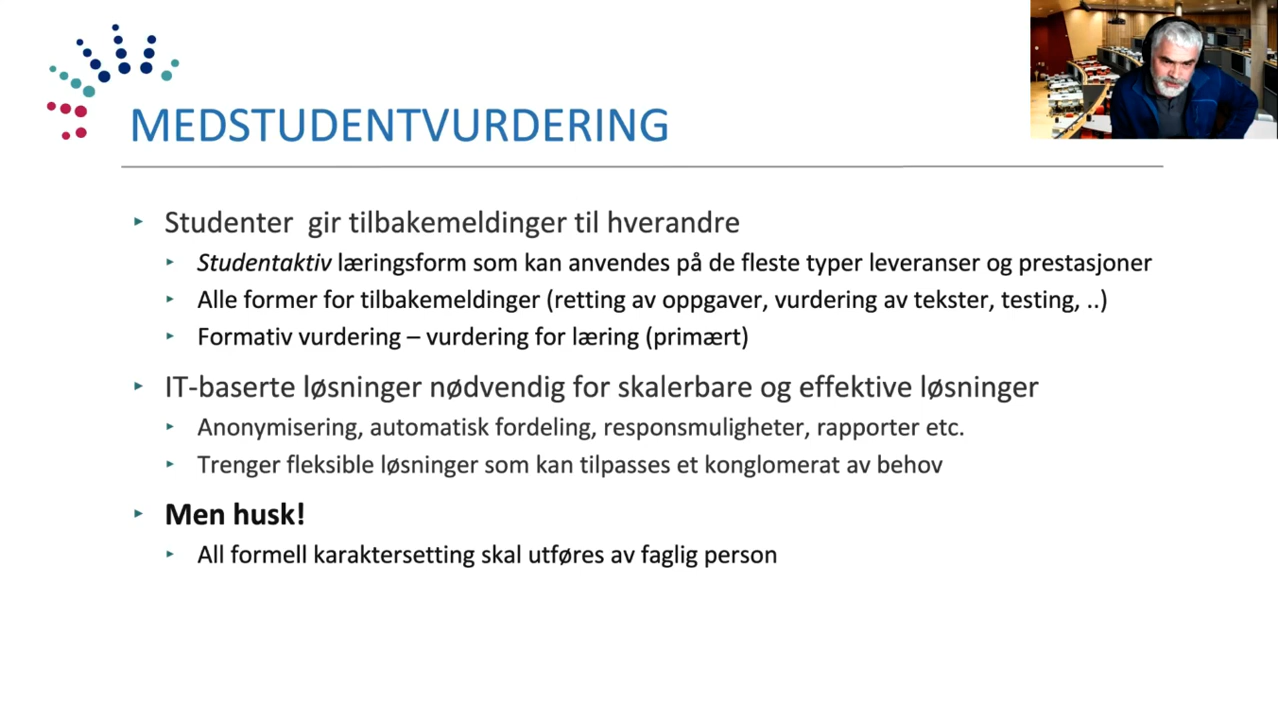 MEDSTUDENTVURDERING
Studenter gir tilbakemeldinger til hverandre
Studentaktiv læringsform som kan anvendes på de fleste typer leveranser og prestasjoner
Alle former for tilbakemeldinger (retting av oppgaver, vurdering av tekster, testing, ..)
Formativ vurdering – vurdering for læring (primært)
IT-baserte løsninger nødvendig for skalerbare og effektive løsninger
Anonymisering, automatisk fordeling, responsmuligheter, rapporter etc.
Trenger fleksible løsninger som kan tilpasses et konglomerat av behov
Men husk!
All formell karaktersetting skal utføres av faglig person